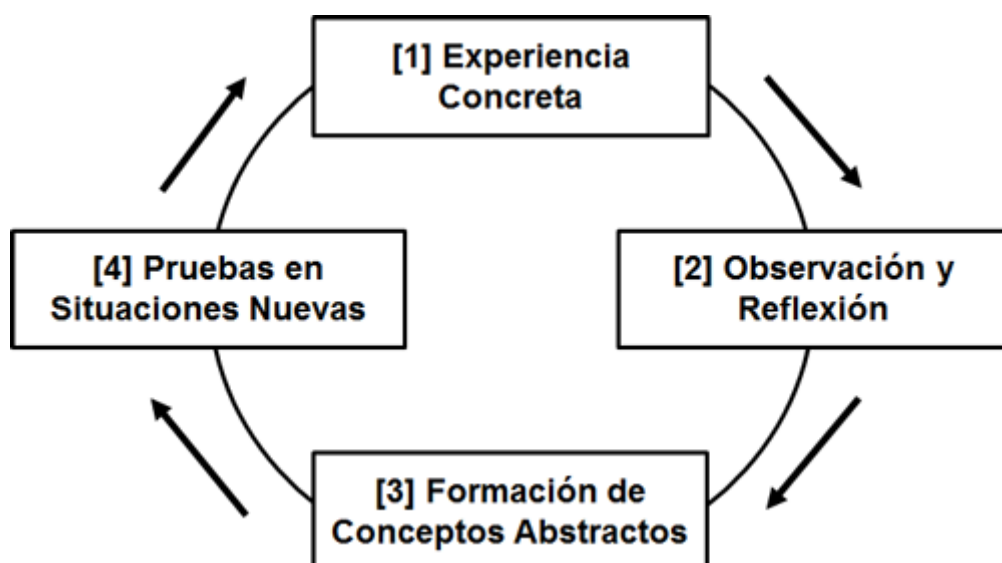 [1] Experiencia
Concreta
[2] Observación y
Reflexión
[3] Formación de
Conceptos Abstractos
[4] Pruebas en
Situaciones Nuevas